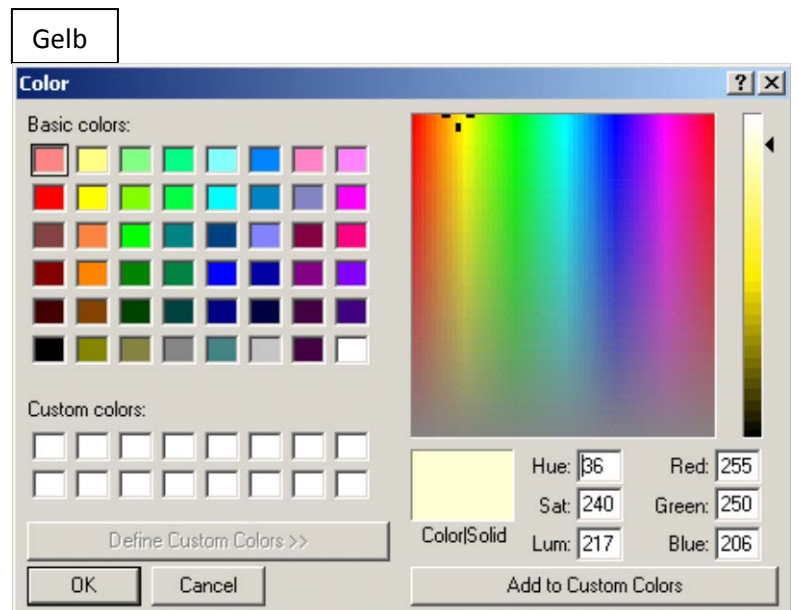 Gelb
Color
Basic colors:
Custom colors:
Define Custom Colors >>
OK Cancel
Color|Solid
Hue: 36 Red: 255
Sat: 240 Green: 250
Lum: 217 Blue: 206
Add to Custom Colors